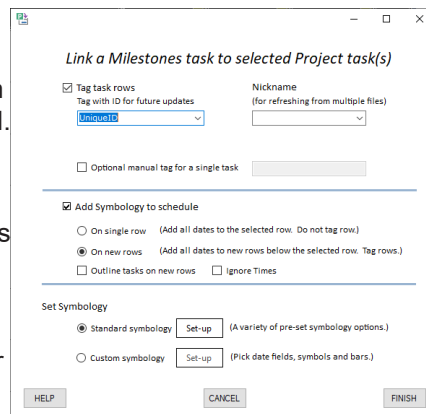 Link a Milestones task to selected Project task(s)
Tag task rows
Tag with ID for future updates
UniqueID
Nickname
(for refreshing from multiple files)
Optional manual tag for a single task
Add Symbology to schedule
On single row (Add all dates to the selected row. Do not tag row.)
On new rows (Add all dates to new rows below the selected row. Tag rows.)
Outline tasks on new rows Ignore Times
Set Symbology
Standard symbology Set-up (A variety of pre-set symbology options.)
Custom symbology Set-up (Pick date fields, symbols and bars.)
HELP CANCEL FINISH